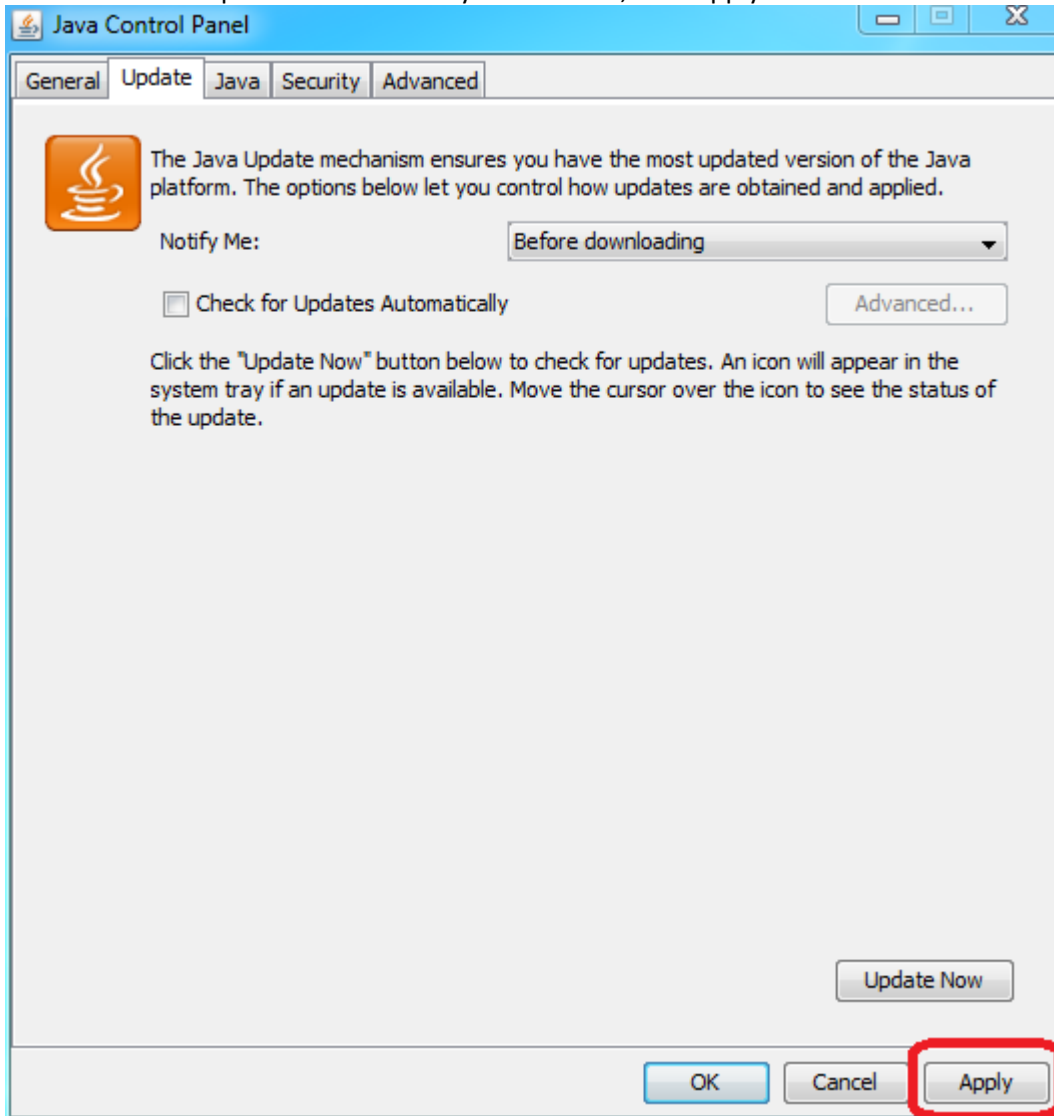 Java Control Panel
General Update Java Security Advanced
The Java Update mechanism ensures you have the most updated version of the Java
platform. The options below let you control how updates are obtained and applied.
Notify Me: Before downloading
Check for Updates Automatically Advanced...
Click the "Update Now" button below to check for updates. An icon will appear in the
system tray if an update is available. Move the cursor over the icon to see the status of
the update.
Update Now
OK Cancel Apply